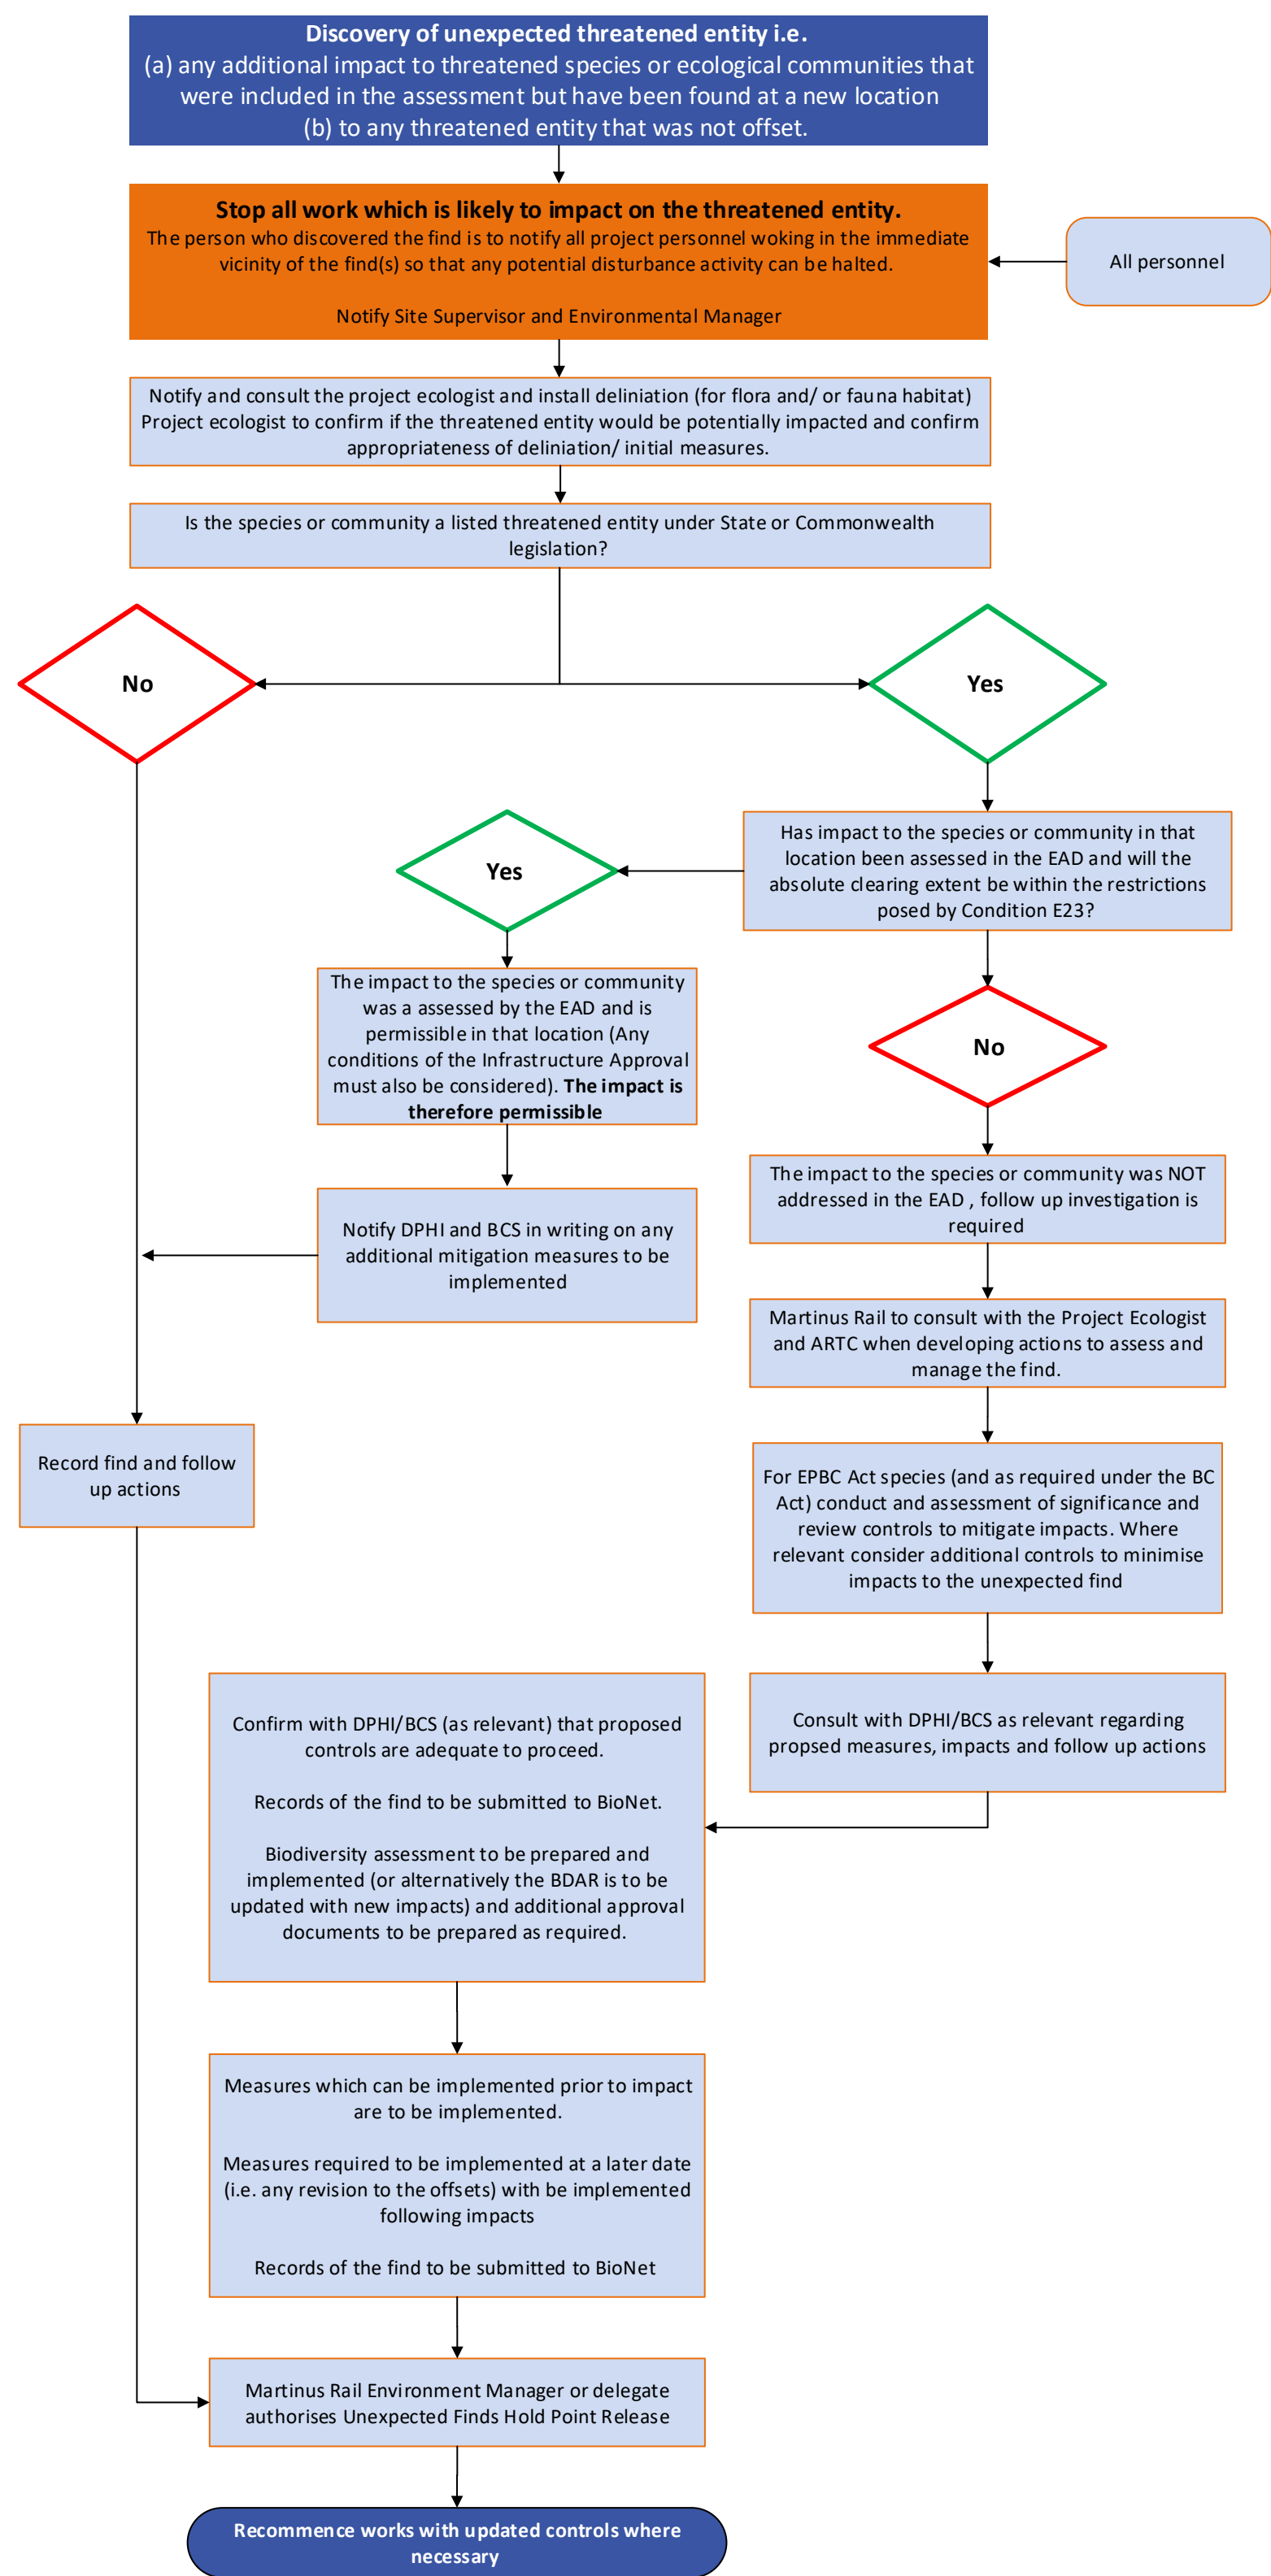 Discovery of unexpected threatened entity i.e.
(a) any additional impact to threatened species or ecological communities that
were included in the assessment but have been found at a new location
(b) to any threatened entity that was not offset.
Stop all work which is likely to impact on the threatened entity.
The person who discovered the find is to notify all project personnel woking in the immediate
vicinity of the find(s) so that any potential disturbance activity can be halted.
Notify Site Supervisor and Environmental Manager
All personnel
Notify and consult the project ecologist and install deliniation (for flora and/ or fauna habitat)
Project ecologist to confirm if the threatened entity would be potentially impacted and confirm
appropriateness of deliniation/ initial measures.
Is the species or community a listed threatened entity under State or Commonwealth
legislation?
No
Yes
Has impact to the species or community in that
location been assessed in the EAD and will the
absolute clearing extent be within the restrictions
posed by Condition E23?
Yes
The impact to the species or community
was a assessed by the EAD and is
permissible in that location (Any
conditions of the Infrastructure Approval
must also be considered). The impact is
therefore permissible
No
The impact to the species or community was NOT
addressed in the EAD , follow up investigation is
required
Notify DPHI and BCS in writing on any
additional mitigation measures to be
implemented
Martinus Rail to consult with the Project Ecologist
and ARTC when developing actions to assess and
manage the find.
Record find and follow
up actions
For EPBC Act species (and as required under the BC
Act) conduct and assessment of significance and
review controls to mitigate impacts. Where
relevant consider additional controls to minimise
impacts to the unexpected find
Consult with DPHI/BCS as relevant regarding
propsed measures, impacts and follow up actions
Confirm with DPHI/BCS (as relevant) that proposed
controls are adequate to proceed.
Records of the find to be submitted to BioNet.
Biodiversity assessment to be prepared and
implemented (or alternatively the BDAR is to be
updated with new impacts) and additional approval
documents to be prepared as required.
Measures which can be implemented prior to impact
are to be implemented.
Measures required to be implemented at a later date
(i.e. any revision to the offsets) with be implemented
following impacts
Records of the find to be submitted to BioNet
Martinus Rail Environment Manager or delegate
authorises Unexpected Finds Hold Point Release
Recommence works with updated controls where
necessary